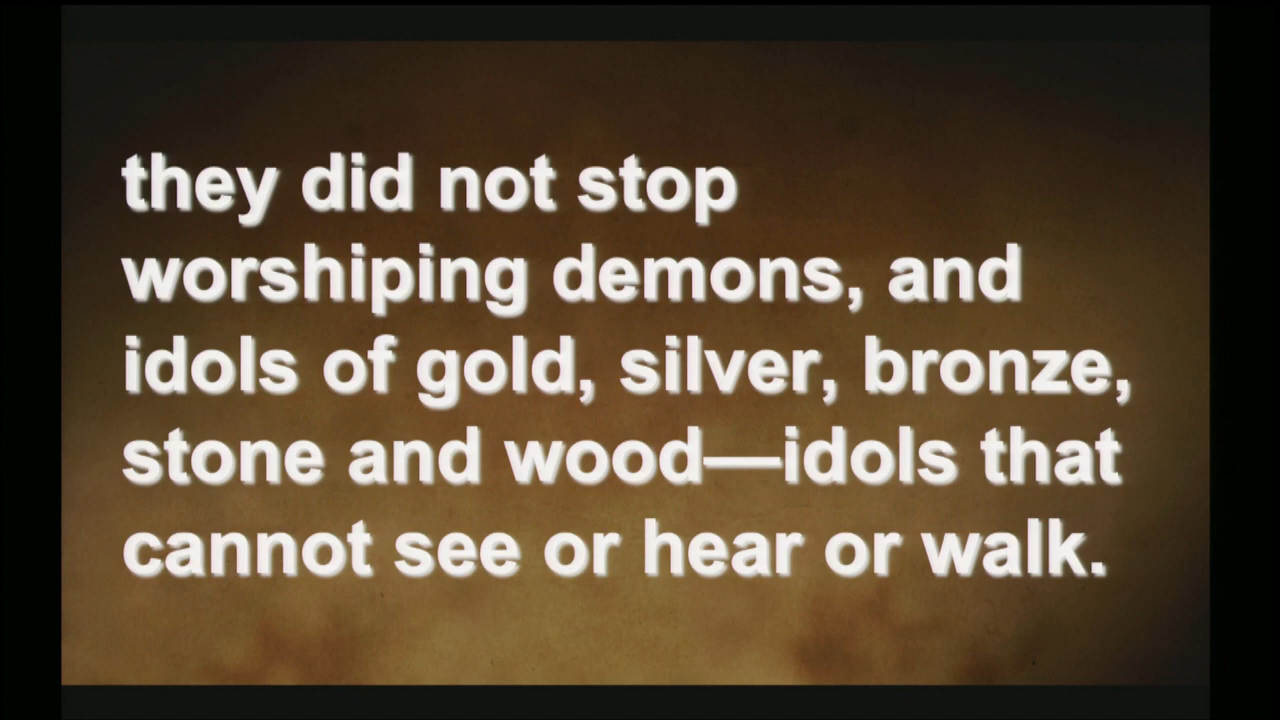 they did not stop
worshiping demons, and
idols of gold, silver, bronze,
stone and wood—idols that
cannot see or hear or walk.